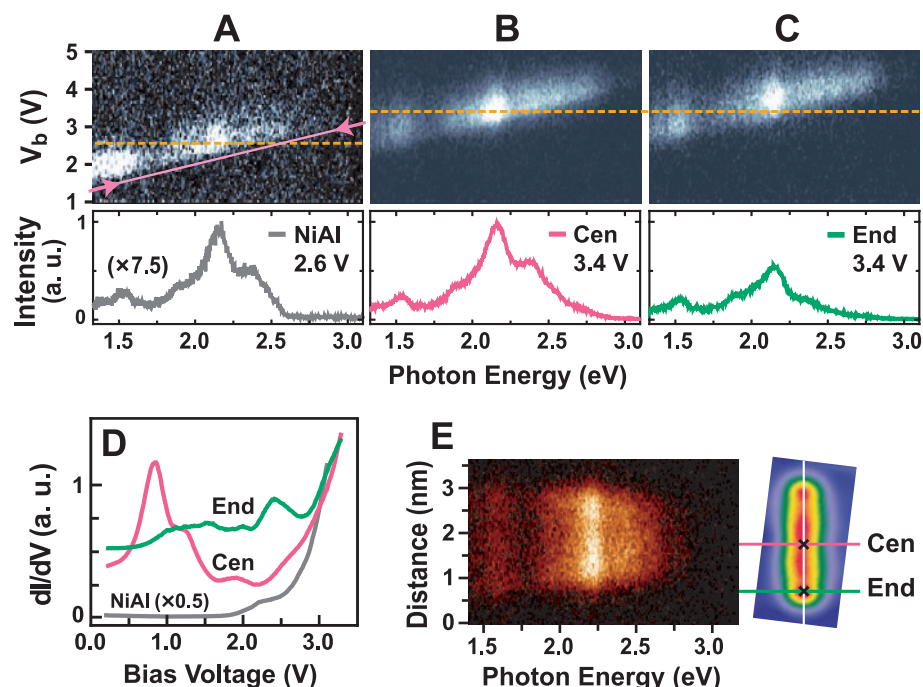 A B C
V_b (V)
5
4
3
2
1
Intensity (a. u.)
1
0
(×7.5)
NiAl
2.6 V
Cen
3.4 V
End
3.4 V
1.5 2.0 2.5 3.0 1.5 2.0 2.5 3.0 1.5 2.0 2.5 3.0
Photon Energy (eV)
D
dI/dV (a. u.)
1
0
End
Cen
NiAl (×0.5)
0 1.0 2.0 3.0
Bias Voltage (V)
E
Distance (nm)
3
2
1
0
1.5 2.0 2.5 3.0
Photon Energy (eV)
Cen
End